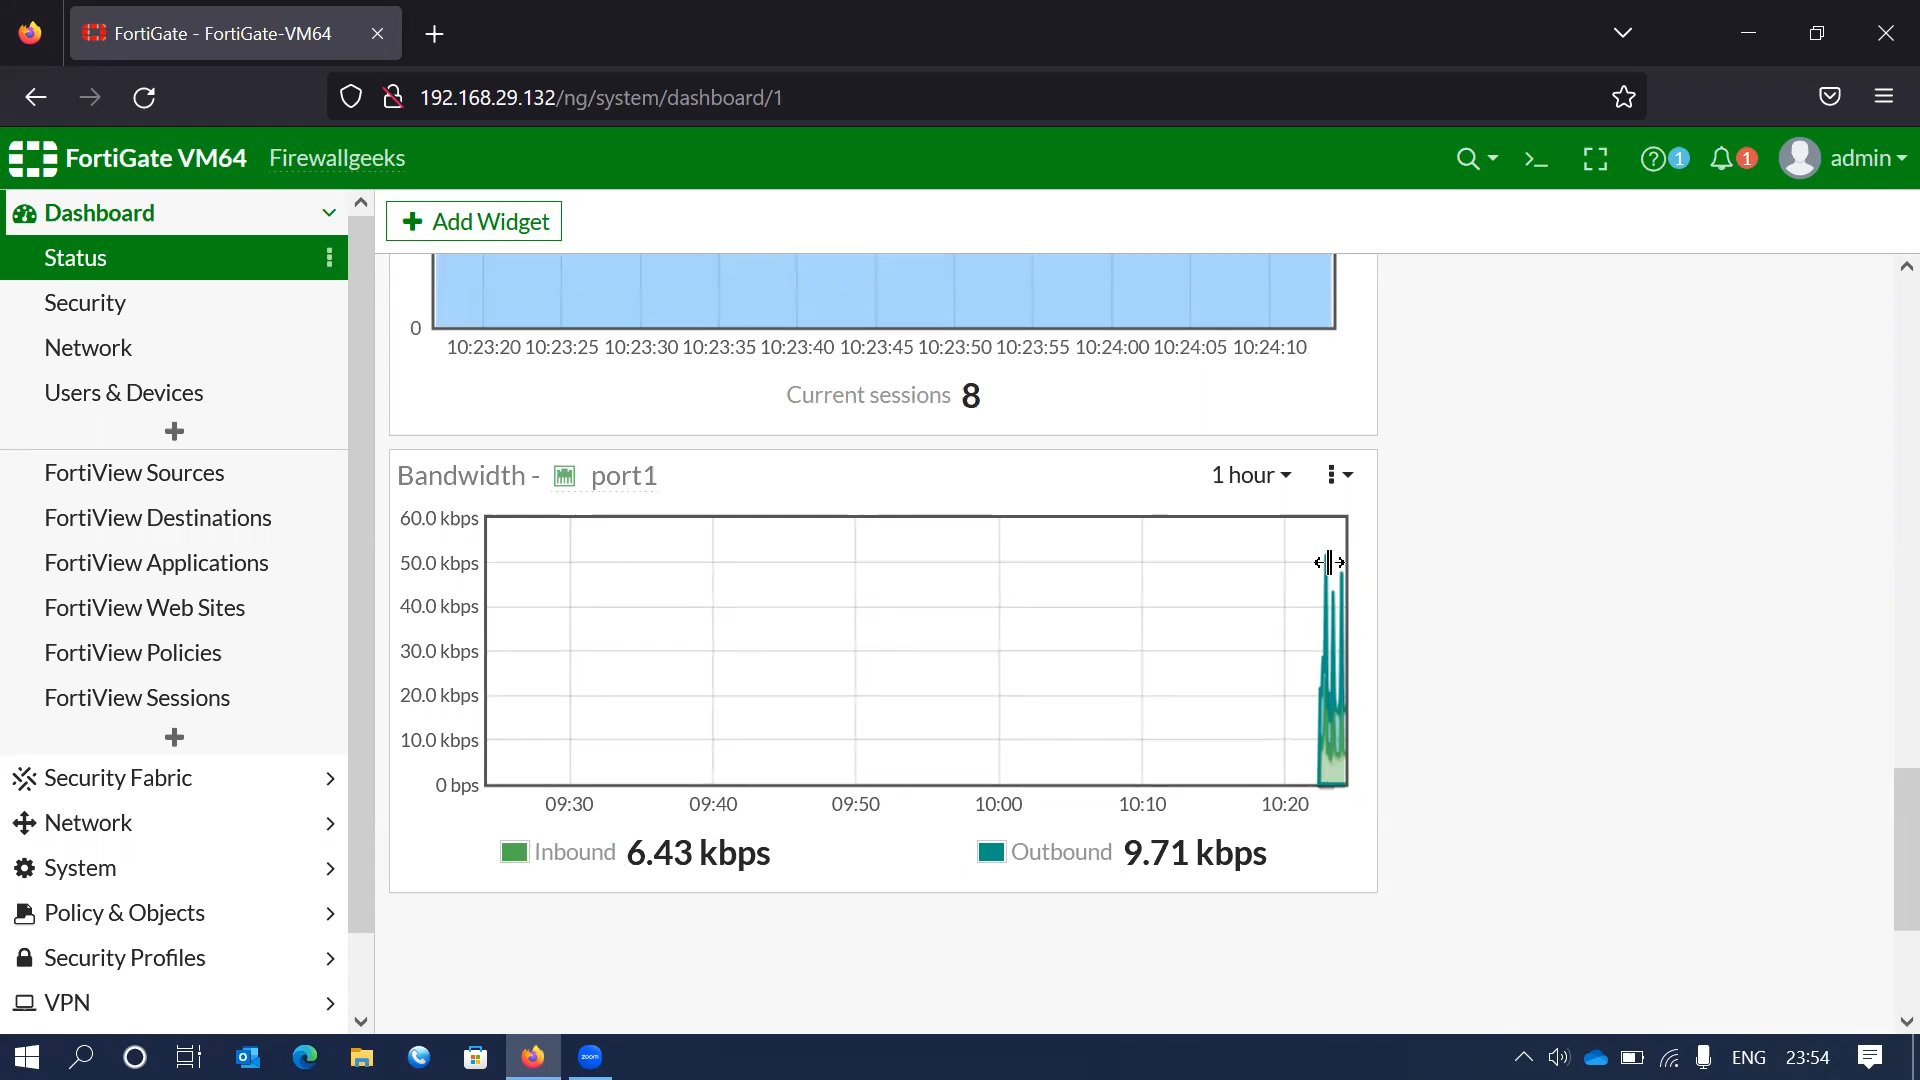 FortiGate - FortiGate-VM64
192.168.29.132/ng/system/dashboard/1
FortiGate VM64 Firewallgeeks
1
1
admin
Dashboard
Status
Security
Network
Users & Devices
FortiView Sources
FortiView Destinations
FortiView Applications
FortiView Web Sites
FortiView Policies
FortiView Sessions
Security Fabric
Network
System
Policy & Objects
Security Profiles
VPN
Add Widget
0
10:23:20 10:23:25 10:23:30 10:23:35 10:23:40 10:23:45 10:23:50 10:23:55 10:24:00 10:24:05 10:24:10
Current sessions 8
Bandwidth - port1
1 hour
60.0 kbps
50.0 kbps
40.0 kbps
30.0 kbps
20.0 kbps
10.0 kbps
0 bps
09:30 09:40 09:50 10:00 10:10 10:20
Inbound 6.43 kbps Outbound 9.71 kbps
zoom
ENG 23:54